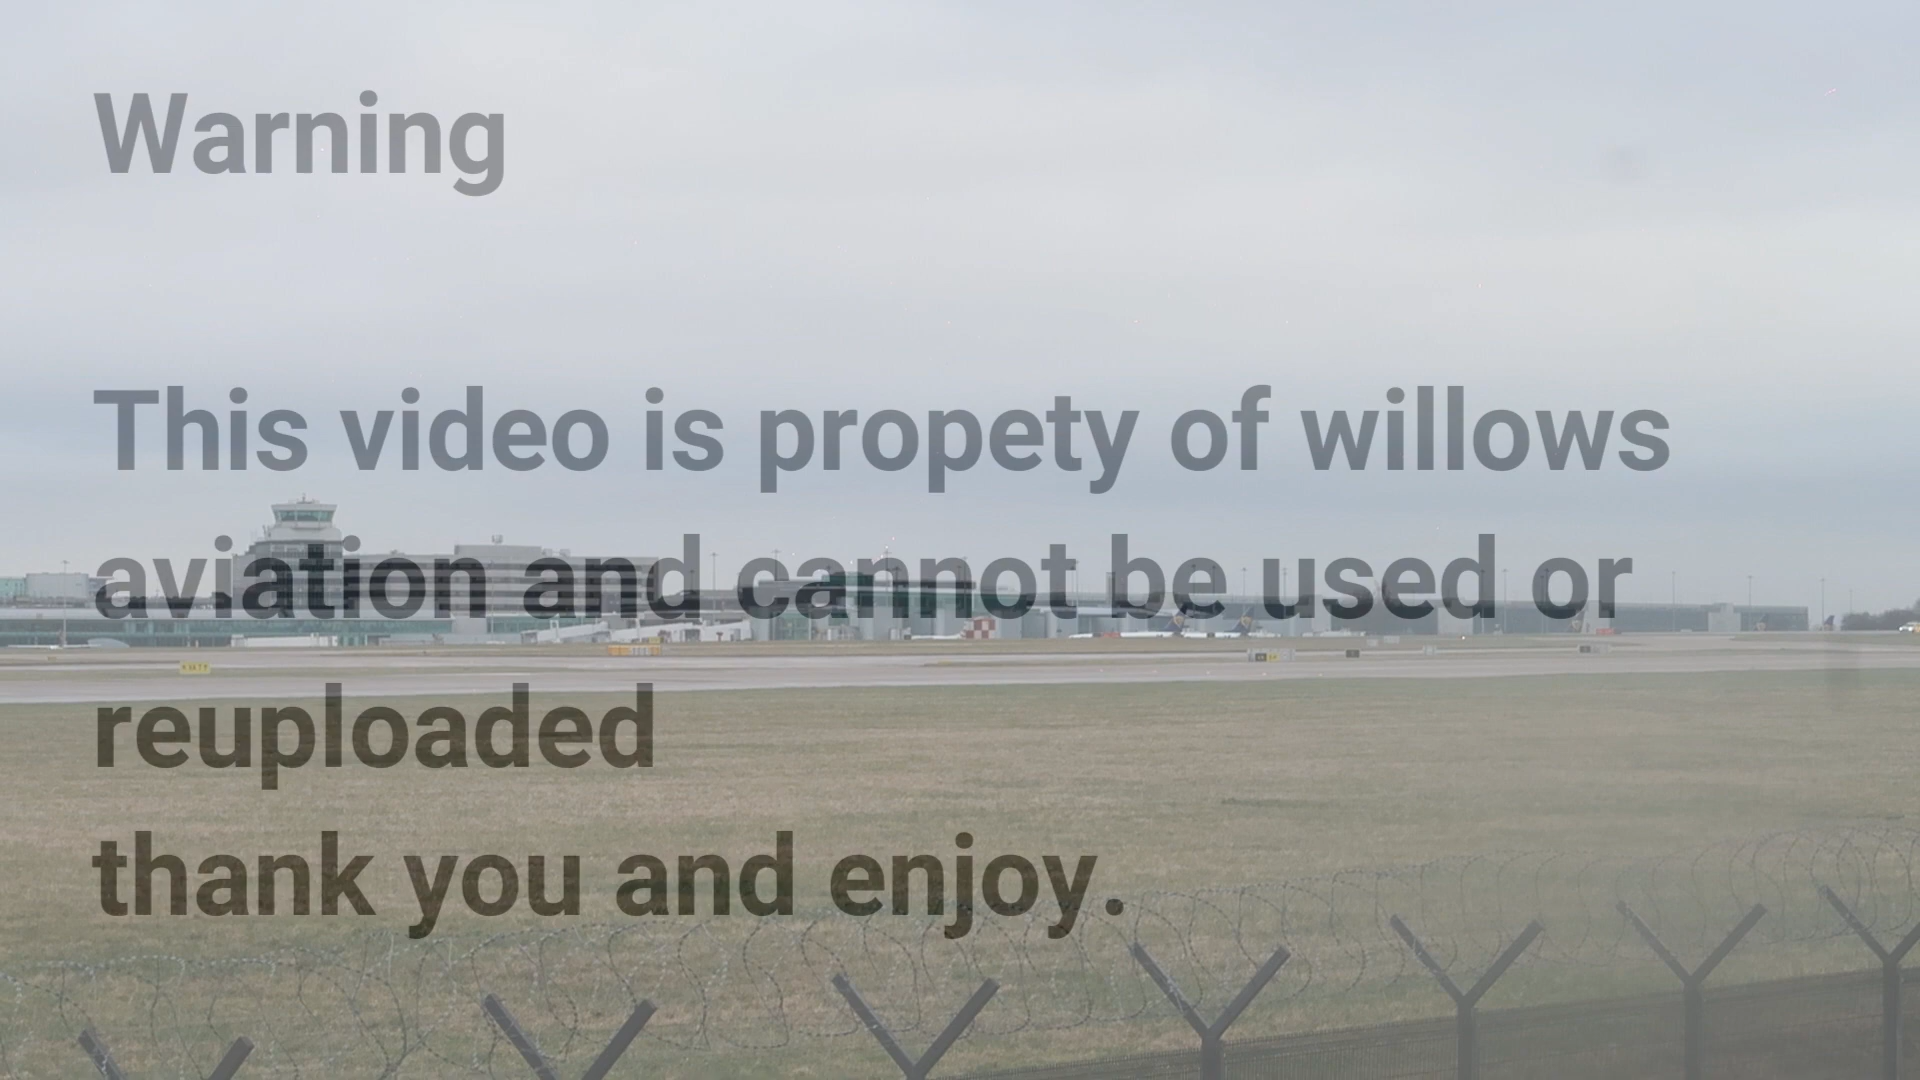 Warning
This video is propety of willows
aviation and cannot be used or
reuploaded
thank you and enjoy.